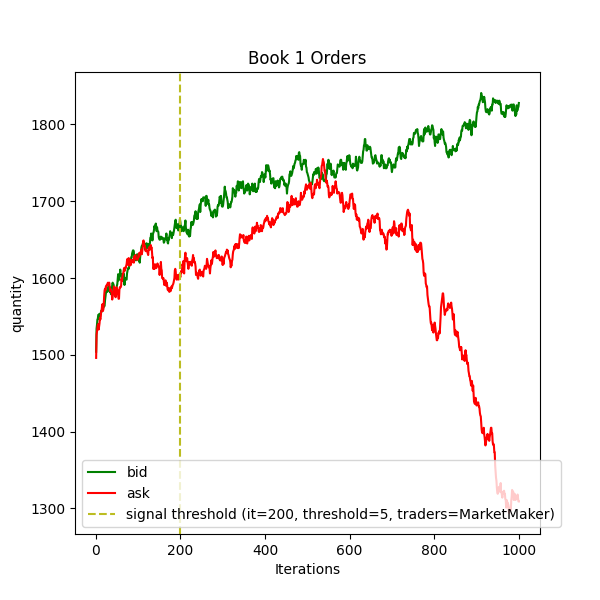 Book 1 Orders
quantity
1800
1700
1600
1500
1400
1300
bid
ask
signal threshold (it=200, threshold=5, traders=MarketMaker)
0 200 400 600 800 1000
Iterations